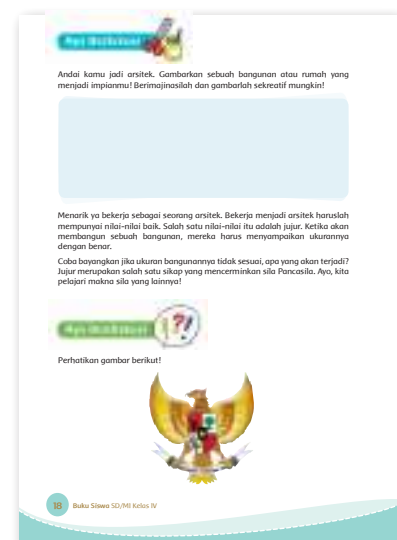 Andai kamu jadi arsitek. Gambarkan sebuah bangunan atau rumah yang
menjadi impianmu! Berimajinasilah dan gambarlah sekreatif mungkin!
Menarik ya bekerja sebagai seorang arsitek. Bekerja menjadi arsitek haruslah
mempunyai nilai-nilai baik. Salah satu nilai-nilai itu adalah jujur. Ketika akan
membangun sebuah bangunan, mereka harus menyampaikan ukurannya
dengan benar.
Coba bayangkan jika ukuran bangunannya tidak sesuai, apa yang akan terjadi?
Jujur merupakan salah satu sikap yang mencerminkan sila Pancasila. Ayo, kita
pelajari makna sila yang lainnya!
Perhatikan gambar berikut!
18 Buku Siswa SD/MI Kelas IV